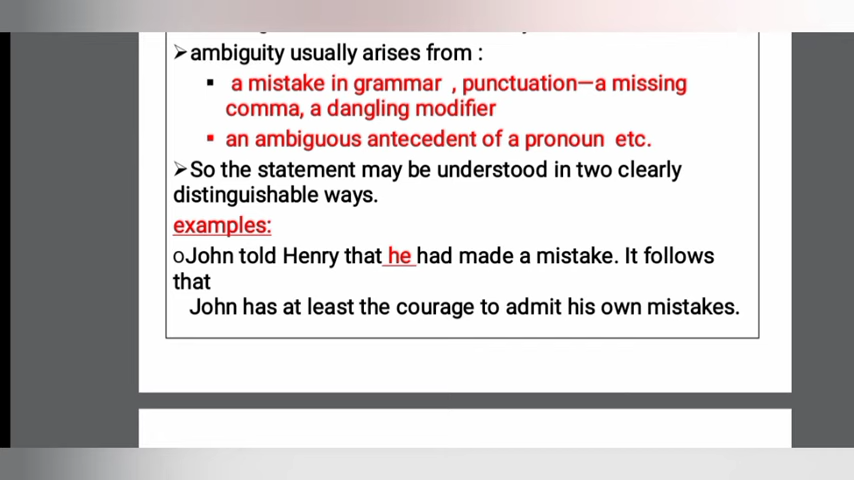 ➢ambiguity usually arises from :
▪ a mistake in grammar , punctuation—a missing
comma, a dangling modifier
▪ an ambiguous antecedent of a pronoun etc.
➢So the statement may be understood in two clearly
distinguishable ways.
examples:
oJohn told Henry that he had made a mistake. It follows
that
John has at least the courage to admit his own mistakes.